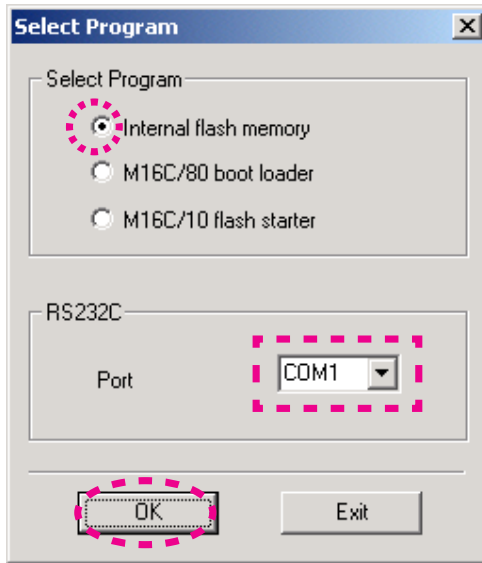 Select Program
Select Program
Internal flash memory
M16C/80 boot loader
M16C/10 flash starter
RS232C
Port COM1
OK Exit